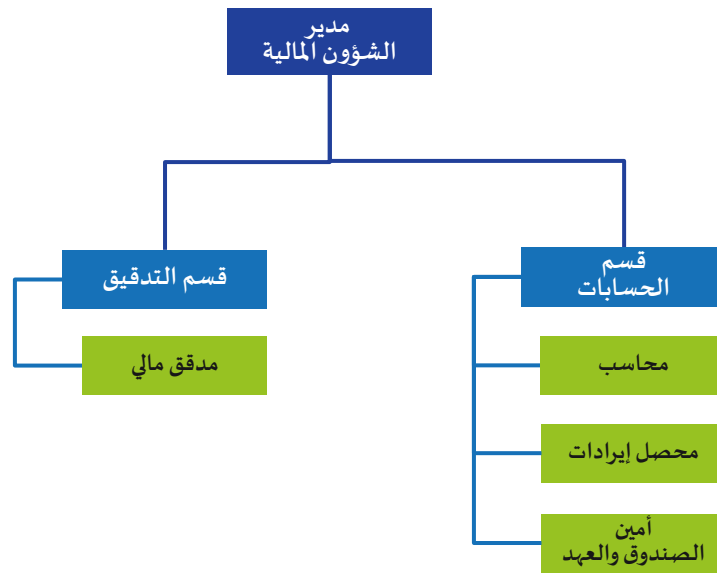 مدير
الشؤون المالية
قسم
الحسابات
محاسب
محصل إيرادات
أمين
الصندوق والعهد
قسم التدقيق
مدقق مالي